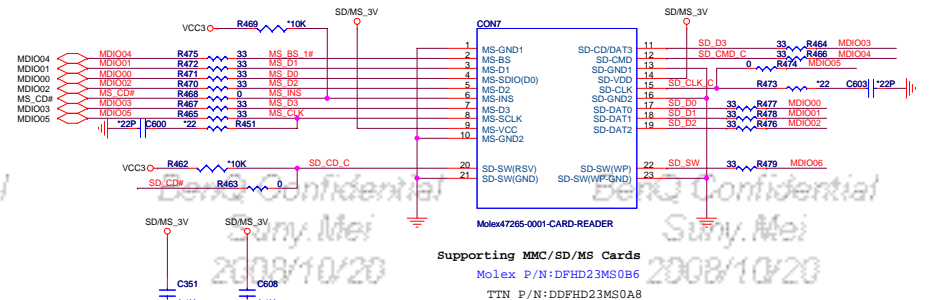 SD/MS_3V SD/MS_3V
VCC3 R469 *10K CON7
MDIO04 MDIO04 R475 33 MS_BS_1# 1 MS-GND1 SD-CD/DAT3 11 SD_D3 33 R464 MDIO03
MDIO01 MDIO01 R472 33 MS_D1 2 MS-BS SD-CMD 12 SD_CMD_C 33 R466 MDIO04
MDIO00 MDIO00 R471 33 MS_D0 3 MS-D1 SD-GND1 13 0 R474 MDIO05
MDIO02 MDIO02 R470 33 MS_D2 4 MS-SDIO(D0) SD-VDD 14
MS_CD# MS_CD# R468 0 MS_INS 5 MS-D2 SD-CLK 15 SD_CLK_C R473 *22 C603 *22P
MDIO03 MDIO03 R467 33 MS_D3 6 MS-INS SD-GND2 16
MDIO05 MDIO05 R465 33 MS_CLK 7 MS-D3 SD-DAT0 17 SD_D0 33 R477 MDIO00
*22P C600 *22 R451 8 MS-SCLK SD-DAT1 18 SD_D1 33 R478 MDIO01
9 MS-VCC SD-DAT2 19 SD_D2 33 R476 MDIO02
10 MS-GND2
VCC3 R462 *10K SD_CD_C 20 SD-SW(RSV) SD-SW(WP) 22 SD_SW 33 R479 MDIO06
SD_CD# R463 0 21 SD-SW(GND) SD-SW(WP-GND) 23
BenQ Confidential BenQ Confidential
SD/MS_3V SD/MS_3V Molex47265-0001-CARD-READER
Suny.Mei Suny.Mei
Supporting MMC/SD/MS Cards
2008/10/20 Molex P/N:DFHD23MS0B6 2008/10/20
C351 C608 TTN P/N:DDFHD23MS0A8